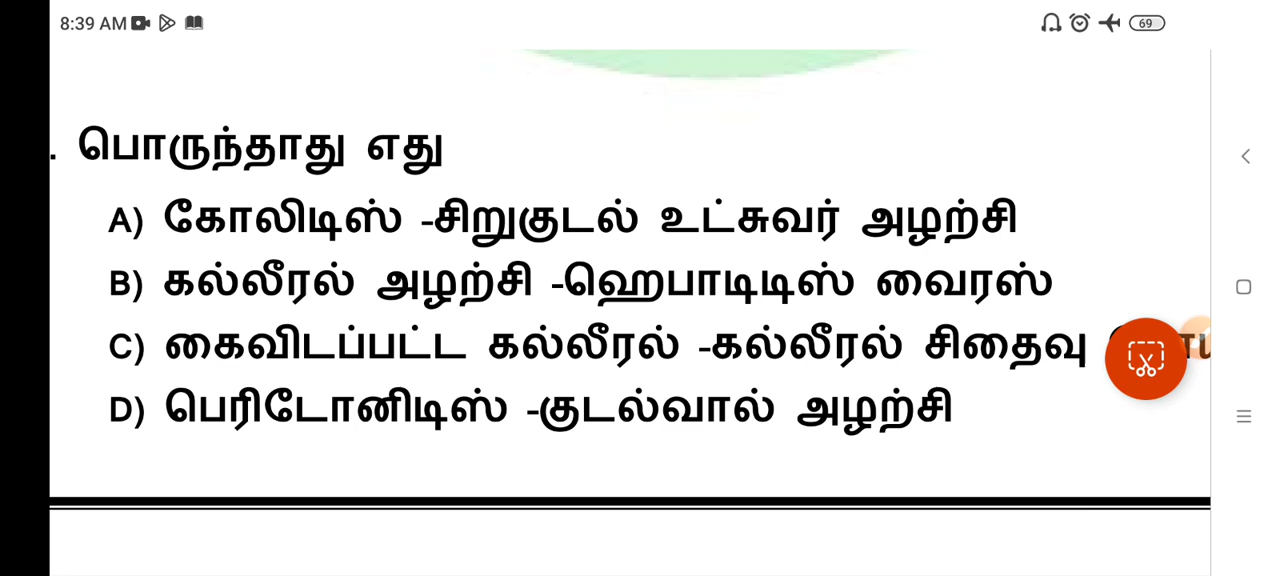 8:39 AM
69
. பொருந்தாது எது
A) கோலிடிஸ் -சிறுகுடல் உட்சுவர் அழற்சி
B) கல்லீரல் அழற்சி -ஹெபாடிடிஸ் வைரஸ்
C) கைவிடப்பட்ட கல்லீரல் -கல்லீரல் சிதைவு
D) பெரிடோனிடிஸ் -குடல்வால் அழற்சி